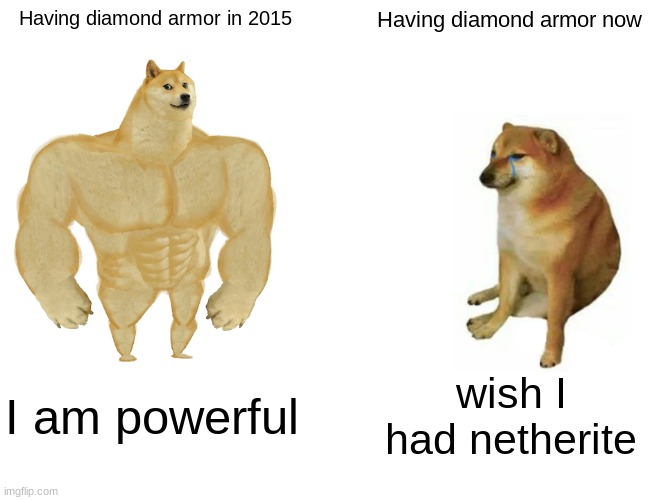 Having diamond armor in 2015
Having diamond armor now
I am powerful
wish I
had netherite
imgflip.com